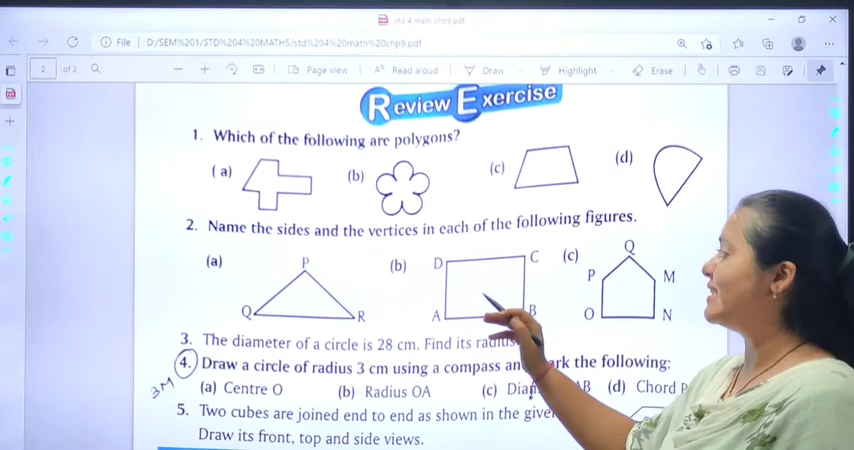 std 4 math chp9.pdf
File | D:/SEM%201/STD%204%20MATHS/std%204%20math%20chp9.pdf
2 of 2 Page view Read aloud Draw Highlight Erase
Review Exercise
1. Which of the following are polygons?
(a) (b) (c) (d)
2. Name the sides and the vertices in each of the following figures.
(a) P Q R
(b) D C A B
(c) Q P M O N
3. The diameter of a circle is 28 cm. Find its radius
4. Draw a circle of radius 3 cm using a compass an ark the following:
3M
(a) Centre O (b) Radius OA (c) Diam AB (d) Chord P
5. Two cubes are joined end to end as shown in the give
Draw its front, top and side views.